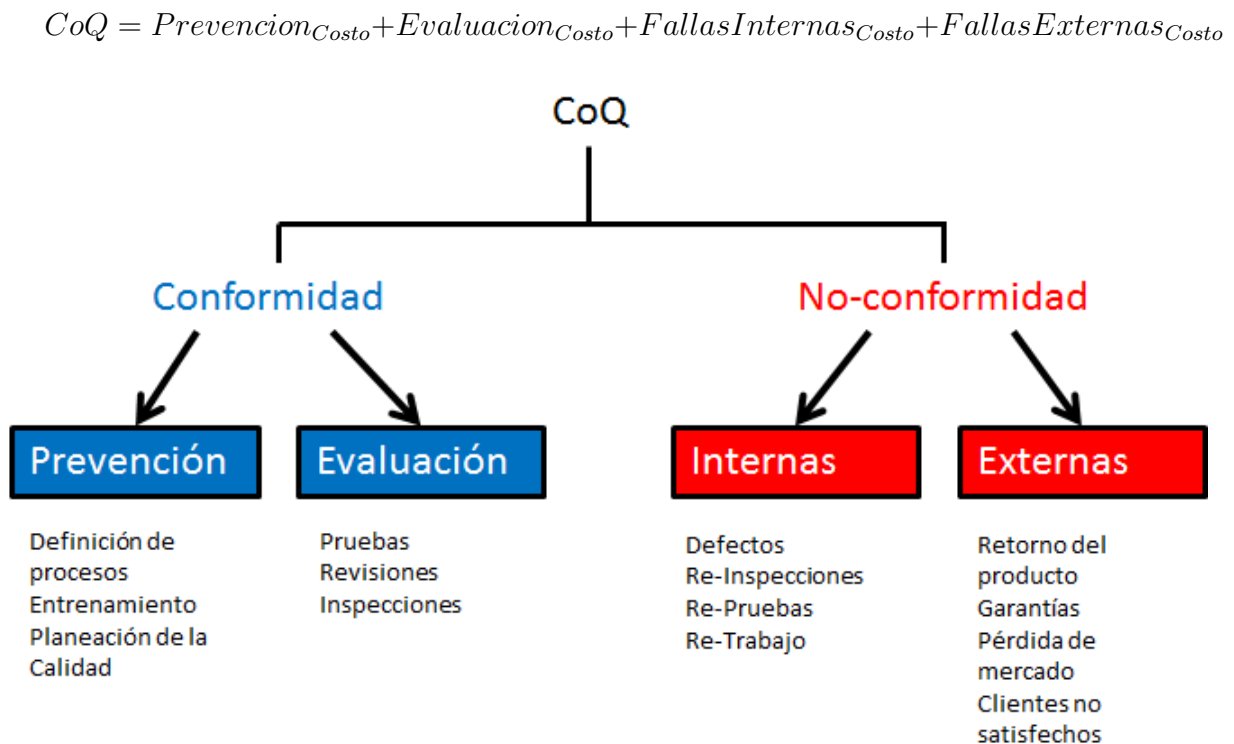 CoQ = Prevencion_Costo+Evaluacion_Costo+FallasInternas_Costo+FallasExternas_Costo
CoQ
Conformidad
No-conformidad
Prevención
Evaluación
Internas
Externas
Definición de
procesos
Entrenamiento
Planeación de la
Calidad
Pruebas
Revisiones
Inspecciones
Defectos
Re-Inspecciones
Re-Pruebas
Re-Trabajo
Retorno del
producto
Garantías
Pérdida de
mercado
Clientes no
satisfechos